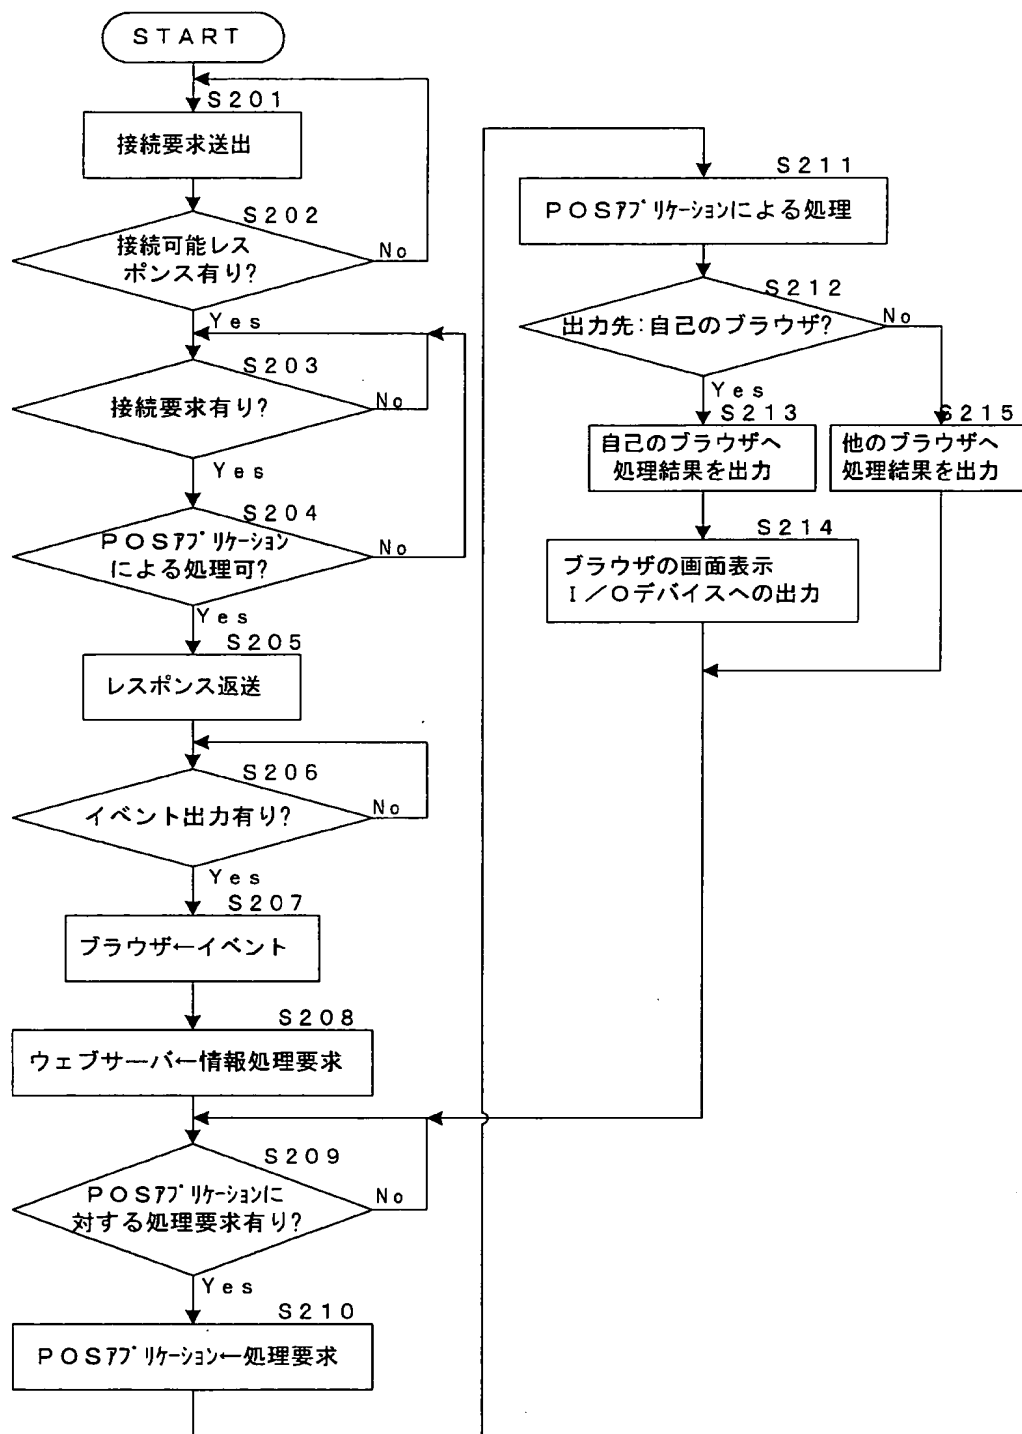 START
S201
接続要求送出
S202
接続可能レス
ポンス有り?
No
Yes
S203
接続要求有り?
No
Yes
S204
POSアプリケーション
による処理可?
No
Yes
S205
レスポンス返送
S206
イベント出力有り?
No
Yes
S207
ブラウザ←イベント
S208
ウェブサーバ←情報処理要求
S209
POSアプリケーションに
対する処理要求有り?
No
Yes
S210
POSアプリケーション←処理要求
S211
POSアプリケーションによる処理
S212
出力先:自己のブラウザ?
No
Yes
S213
自己のブラウザへ
処理結果を出力
S215
他のブラウザへ
処理結果を出力
S214
ブラウザの画面表示
I/Oデバイスへの出力